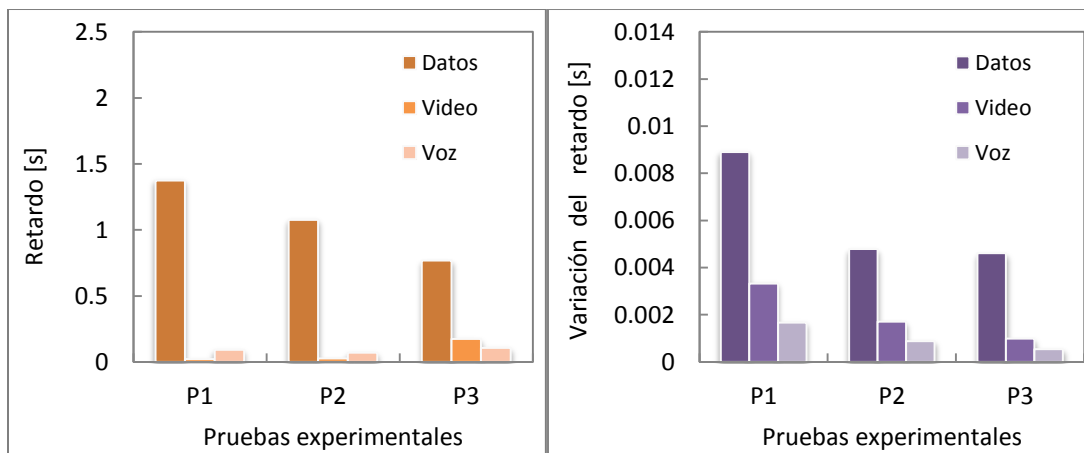 Retardo [s]
2.5
2
1.5
1
0.5
0
Datos
Video
Voz
P1
P2
P3
Pruebas experimentales
Variación del retardo [s]
0.014
0.012
0.01
0.008
0.006
0.004
0.002
0
Datos
Video
Voz
P1
P2
P3
Pruebas experimentales